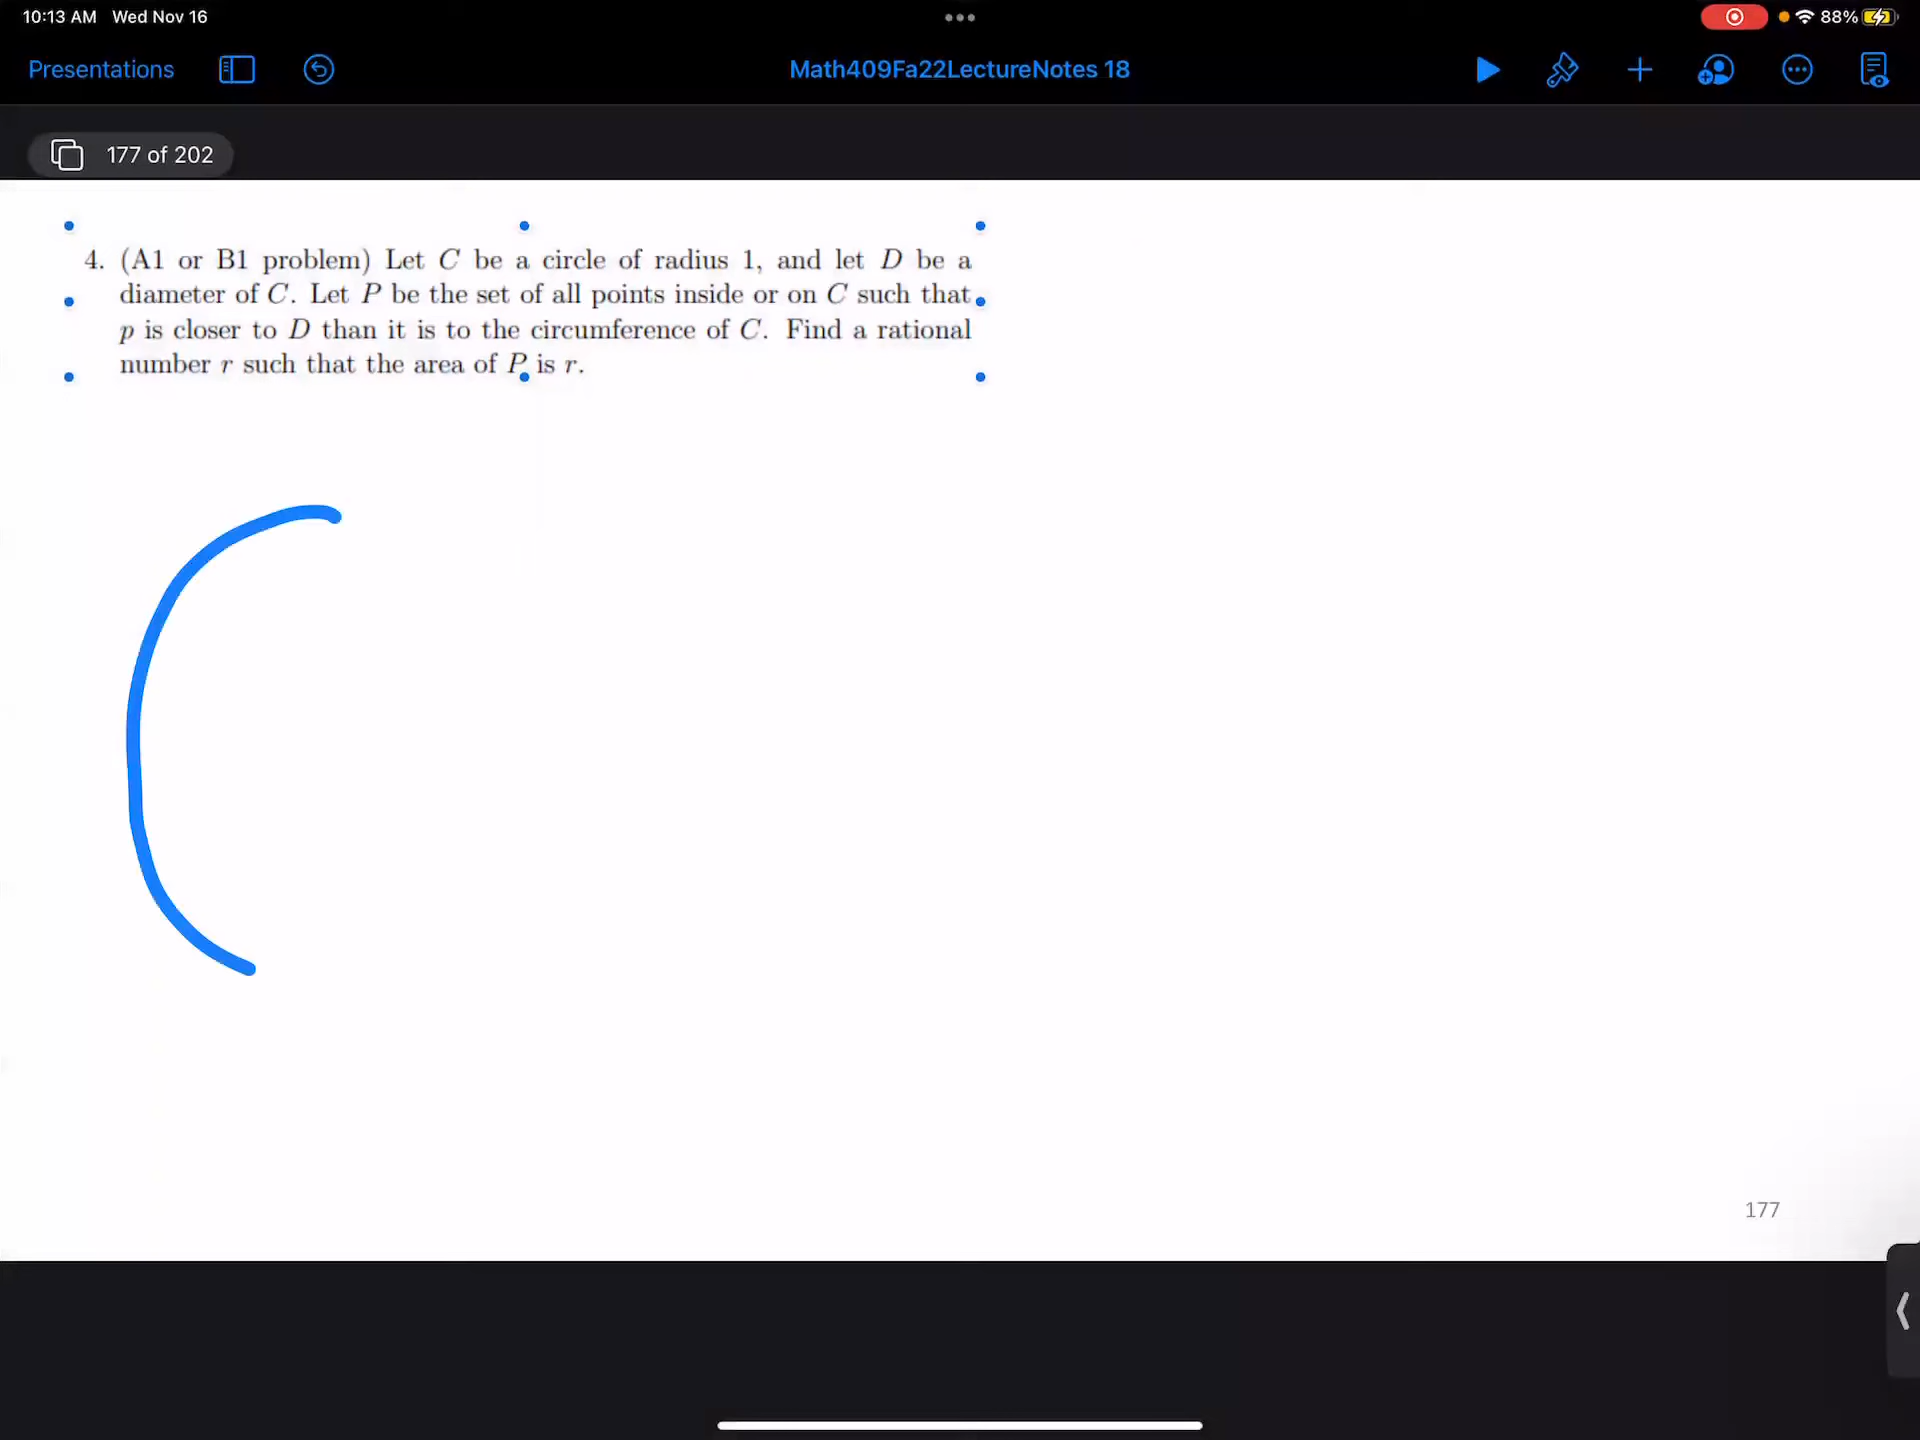 10:13 AM Wed Nov 16
88%
Presentations
Math409Fa22LectureNotes 18
177 of 202
4. (A1 or B1 problem) Let C be a circle of radius 1, and let D be a
diameter of C. Let P be the set of all points inside or on C such that
p is closer to D than it is to the circumference of C. Find a rational
number r such that the area of P is r.
177